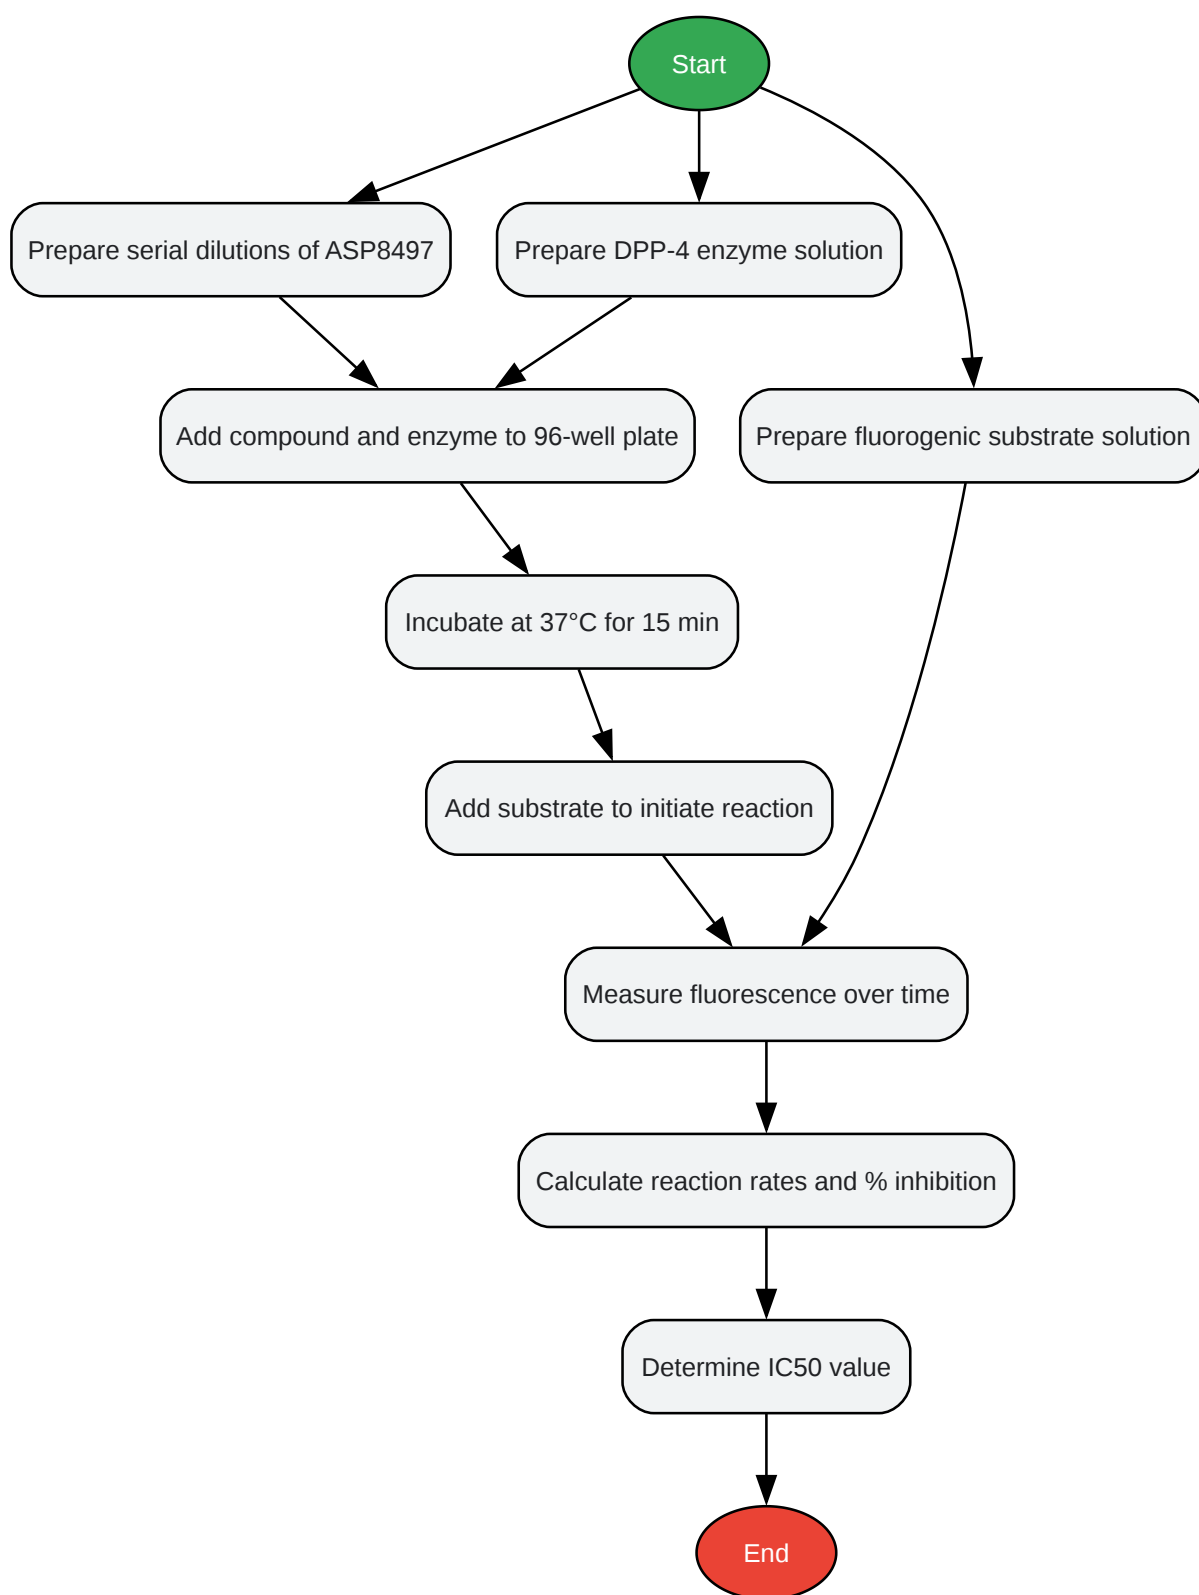 Start
Prepare serial dilutions of ASP8497
Prepare DPP-4 enzyme solution
Add compound and enzyme to 96-well plate
Prepare fluorogenic substrate solution
Incubate at 37°C for 15 min
Add substrate to initiate reaction
Measure fluorescence over time
Calculate reaction rates and % inhibition
Determine IC50 value
End